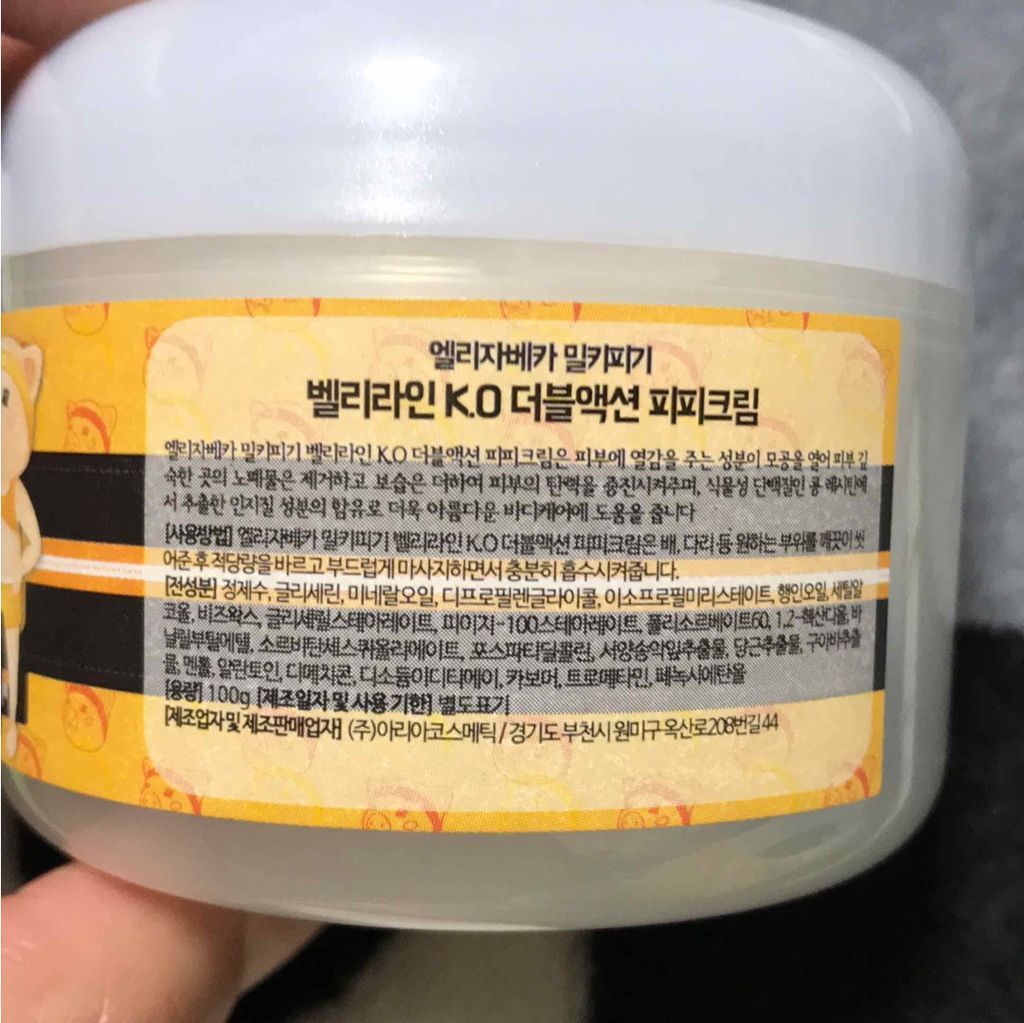 엘리자베카 밀키피기
벨리라인 K.O 더블액션 피피크림
엘리자베카 밀키피기 벨리라인 K.O 더블액션 피피크림은 피부에 열감을 주는 성분이 모공을 열어 피부 깊
숙한 곳의 노폐물은 제거하고 보습은 더하여 피부의 탄력을 증진시켜주며, 식물성 단백질인 콩 레시틴에
서 추출한 인지질 성분의 함유로 더욱 아름다운 바디케어에 도움을 줍니다
[사용방법] 엘리자베카 밀키피기 벨리라인 K.O 더블액션 피피크림은 배, 다리 등 원하는 부위를 깨끗이 씻
어준 후 적당량을 바르고 부드럽게 마사지하면서 충분히 흡수시켜줍니다.
[전성분] 정제수, 글리세린, 미네랄오일, 디프로필렌글라이콜, 이소프로필미리스테이트, 행인오일, 세틸알
코올, 비즈왁스, 글리세릴스테아레이트, 피이지-100스테아레이트, 폴리소르베이트60, 1,2-헥산디올, 바
닐릴부틸에텔, 소르비탄세스퀴올리에이트, 포스파티딜콜린, 서양송악잎추출물, 당근추출물, 구아바추출
물, 멘톨, 알란토인, 디메치콘, 디소듐이디티에이, 카보머, 트로메타민, 페녹시에탄올
[용량] 100g [제조일자 및 사용 기한] 별도표기
[제조업자 및 제조판매업자] (주)아리아코스메틱 / 경기도 부천시 원미구 옥산로208번길 44